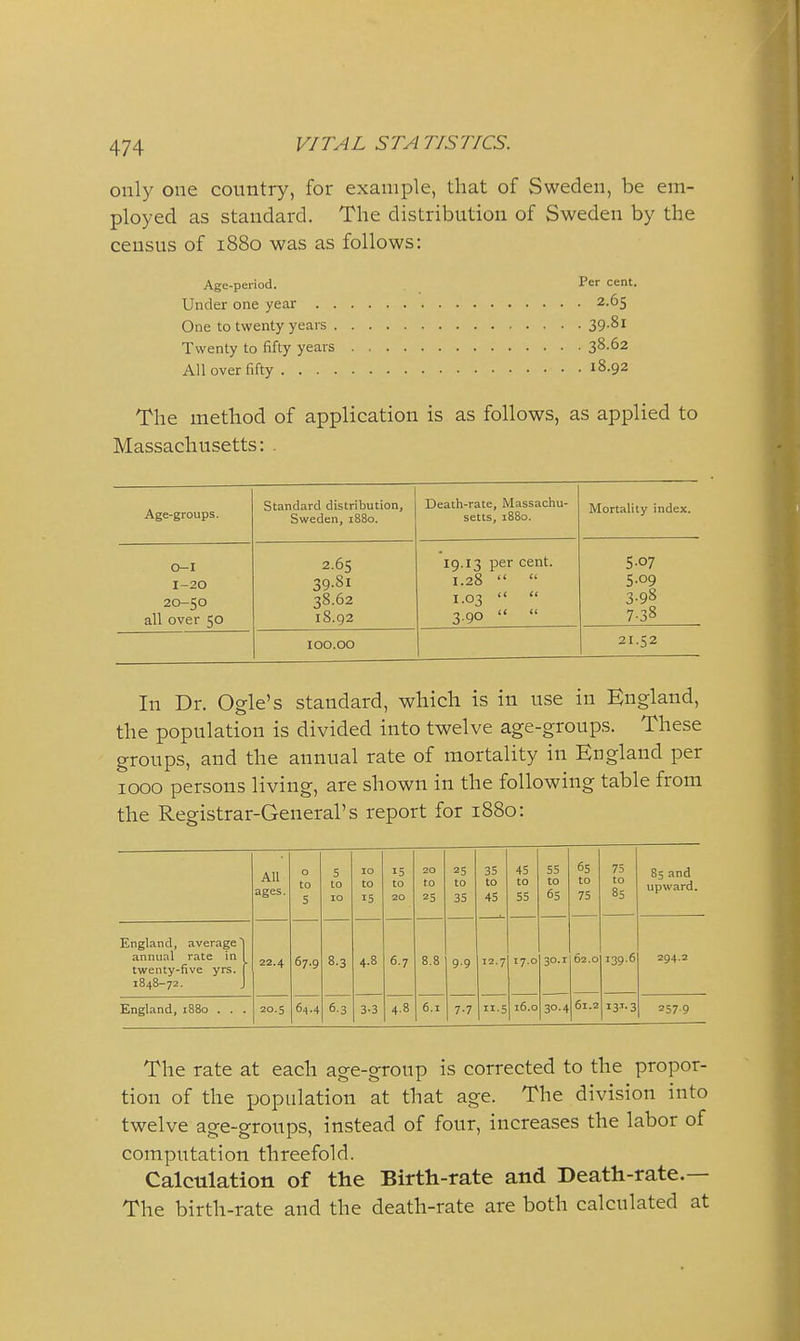 474 VITAL STATISTICS.
only one country, for example, that of Sweden, be em-
ployed as standard. The distribution of Sweden by the
census of 1880 was as follows:
Age-period. Per cent.
Under one year . . . . . . . . . . . . . . . . . 2.65
One to twenty years . . . . . . . . . . . . . . . 39.81
Twenty to fifty years . . . . . . . . . . . . . . 38.62
All over fifty . . . . . . . . . . . . . . . . . . 18.92
The method of application is as follows, as applied to
Massachusetts:
Age-groups. Standard distribution, Sweden, 1880. Death-rate, Massachu-setts, 1880. Mortality index.
0–1 2.65 19.13 per cent. 5.07
1–20 39.81 1.28 “ “ 5.09
20–50 38.62 1.03 “ “ 3.98
all over 50 18.92 3.90 “ “ 7.38
100.00 21.52
In Dr. Ogle's standard, which is in use in England,
the population is divided into twelve age-groups. These
groups, and the annual rate of mortality in England per
1000 persons living, are shown in the following table from
the Registrar-General's report for 1880:
All ages. 0 to 5 5 to 10 10 to 15 15 to 20 20 to 25 25 to 35 35 to 45 45 to 55 55 to 65 65 to 75 75 to 85 85 and upward.
England, average annual rate in twenty-five yrs. 1848–72. 22.4 67.9 8.3 4.8 6.7 8.8 9.9 12.7 17.0 30.1 62.0 139.6 294.2
England, 1880 . . . 20.5 64.4 6.3 3.3 4.8 6.1 7.7 11.5 16.0 30.4 61.2 131.3 257.9
The rate at each age-group is corrected to the propor-
tion of the population at that age. The division into
twelve age-groups, instead of four, increases the labor of
computation threefold.
Calculation of the Birth-rate and Death-rate.—
The birth-rate and the death-rate are both calculated at